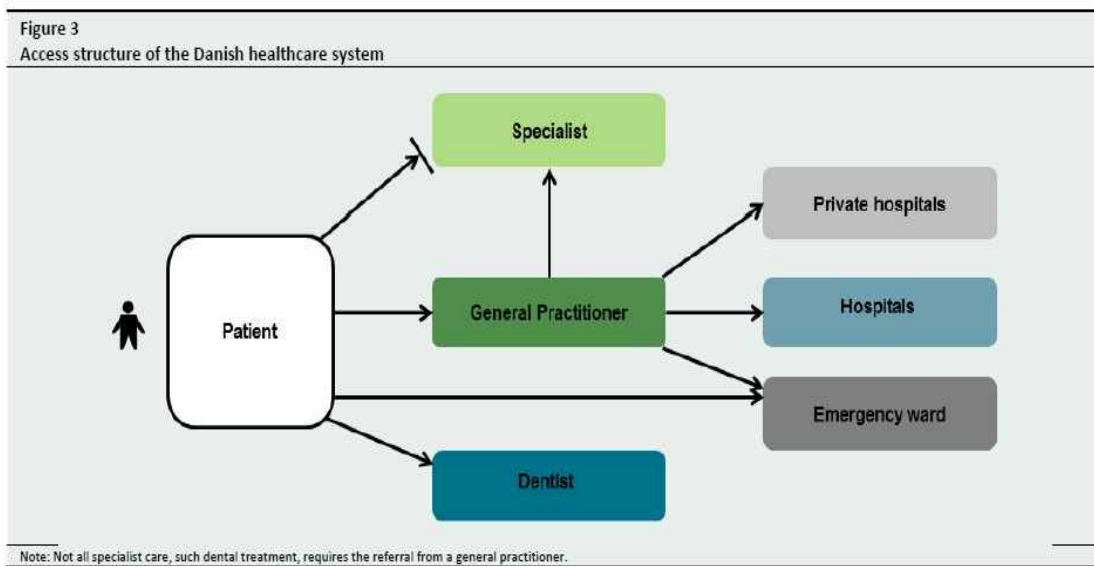 Figure 3
Access structure of the Danish healthcare system
Specialist
Private hospitals
General Practitioner
Hospitals
Patient
Emergency ward
Dentist
Note: Not all specialist care, such dental treatment, requires the referral from a general practitioner.